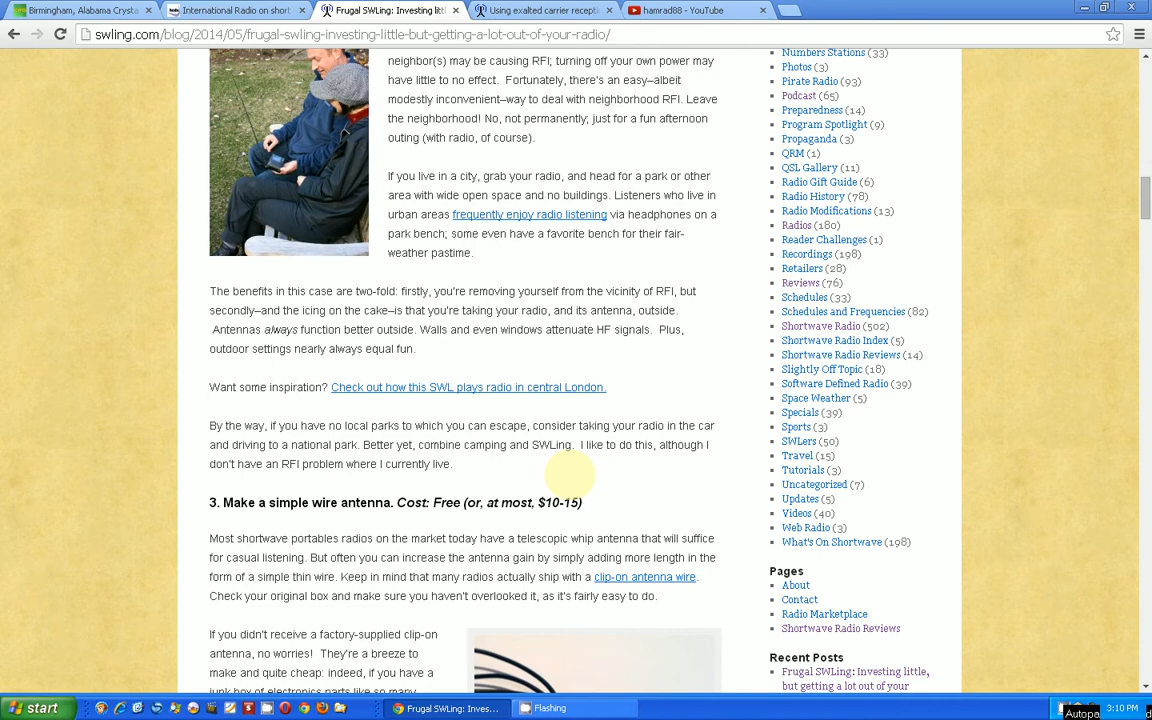 Birmingham, Alabama Crysta
International Radio on short
Frugal SWLing: Investing littl
Using exalted carrier recepti
hamrad88 - YouTube
swling.com/blog/2014/05/frugal-swling-investing-little-but-getting-a-lot-out-of-your-radio/
neighbor(s) may be causing RFI; turning off your own power may
have little to no effect.  Fortunately, there's an easy–albeit
modestly inconvenient–way to deal with neighborhood RFI. Leave
the neighborhood! No, not permanently; just for a fun afternoon
outing (with radio, of course).
If you live in a city, grab your radio, and head for a park or other
area with wide open space and no buildings. Listeners who live in
urban areas frequently enjoy radio listening via headphones on a
park bench; some even have a favorite bench for their fair-
weather pastime.
The benefits in this case are two-fold: firstly, you're removing yourself from the vicinity of RFI, but
secondly–and the icing on the cake–is that you're taking your radio, and its antenna, outside.
Antennas always function better outside. Walls and even windows attenuate HF signals.  Plus,
outdoor settings nearly always equal fun.
Want some inspiration? Check out how this SWL plays radio in central London.
By the way, if you have no local parks to which you can escape, consider taking your radio in the car
and driving to a national park. Better yet, combine camping and SWLing.  I like to do this, although I
don't have an RFI problem where I currently live.
3. Make a simple wire antenna. Cost: Free (or, at most, $10-15)
Most shortwave portables radios on the market today have a telescopic whip antenna that will suffice
for casual listening. But often you can increase the antenna gain by simply adding more length in the
form of a simple thin wire. Keep in mind that many radios actually ship with a clip-on antenna wire.
Check your original box and make sure you haven't overlooked it, as it's fairly easy to do.
If you didn't receive a factory-supplied clip-on
antenna, no worries!  They're a breeze to
make and quite cheap: indeed, if you have a
junk box of electronics parts like so many
Numbers Stations (33)
Photos (3)
Pirate Radio (93)
Podcast (65)
Preparedness (14)
Program Spotlight (9)
Propaganda (3)
QRM (1)
QSL Gallery (11)
Radio Gift Guide (6)
Radio History (78)
Radio Modifications (13)
Radios (180)
Reader Challenges (1)
Recordings (198)
Retailers (28)
Reviews (76)
Schedules (33)
Schedules and Frequencies (82)
Shortwave Radio (502)
Shortwave Radio Index (5)
Shortwave Radio Reviews (14)
Slightly Off Topic (18)
Software Defined Radio (39)
Space Weather (5)
Specials (39)
Sports (3)
SWLers (50)
Travel (15)
Tutorials (3)
Uncategorized (7)
Updates (5)
Videos (40)
Web Radio (3)
What's On Shortwave (198)
Pages
About
Contact
Radio Marketplace
Shortwave Radio Reviews
Recent Posts
Frugal SWLing: Investing little,
but getting a lot out of your
start
Frugal SWLing: Inves...
Flashing
Autopa
3:10 PM